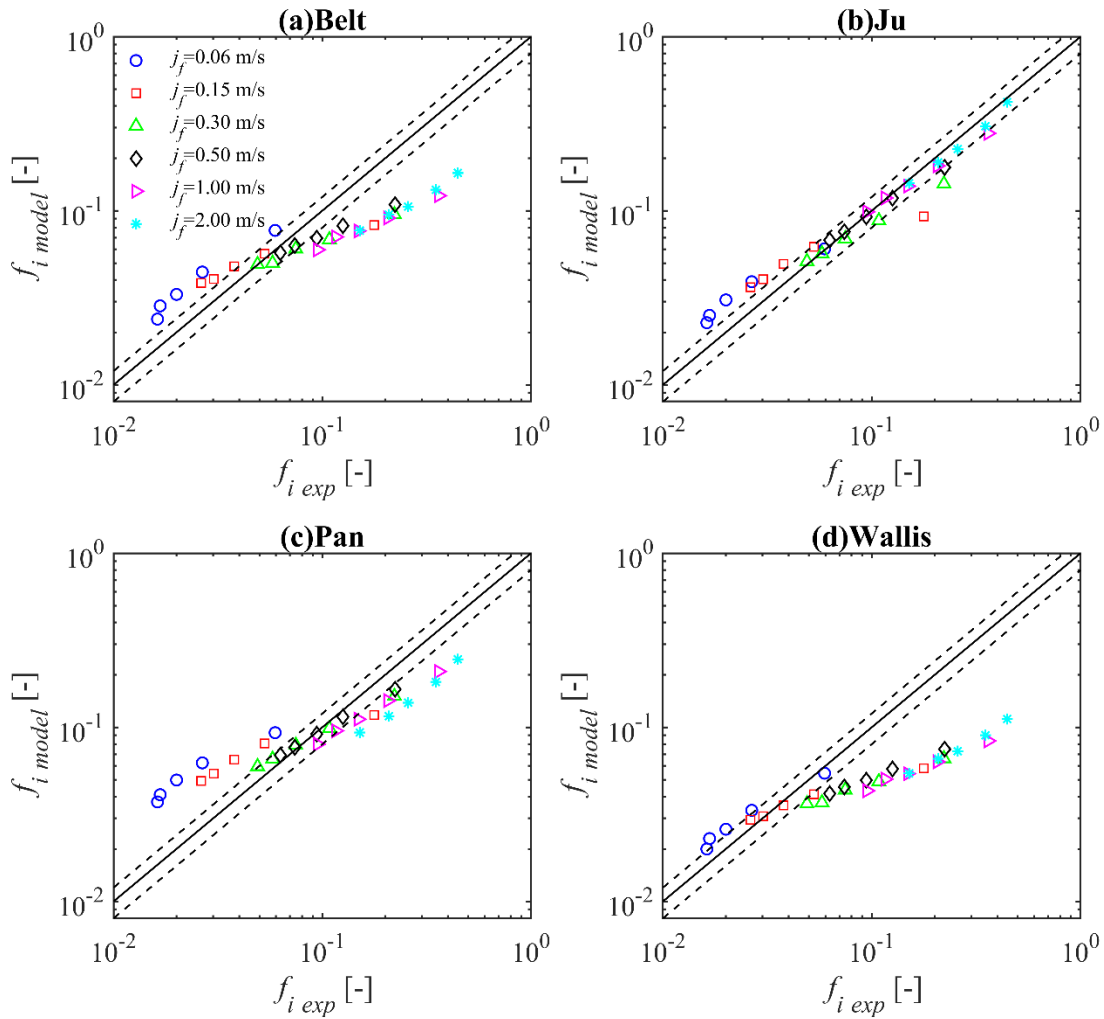 (a)Belt
10^0
10^-1
10^-2
f_i model [-]
j_f=0.06 m/s
j_f=0.15 m/s
j_f=0.30 m/s
j_f=0.50 m/s
j_f=1.00 m/s
j_f=2.00 m/s
10^-2
10^-1
10^0
f_i exp [-]
(b)Ju
10^0
10^-1
10^-2
f_i model [-]
10^-2
10^-1
10^0
f_i exp [-]
(c)Pan
10^0
10^-1
10^-2
f_i model [-]
10^-2
10^-1
10^0
f_i exp [-]
(d)Wallis
10^0
10^-1
10^-2
f_i model [-]
10^-2
10^-1
10^0
f_i exp [-]